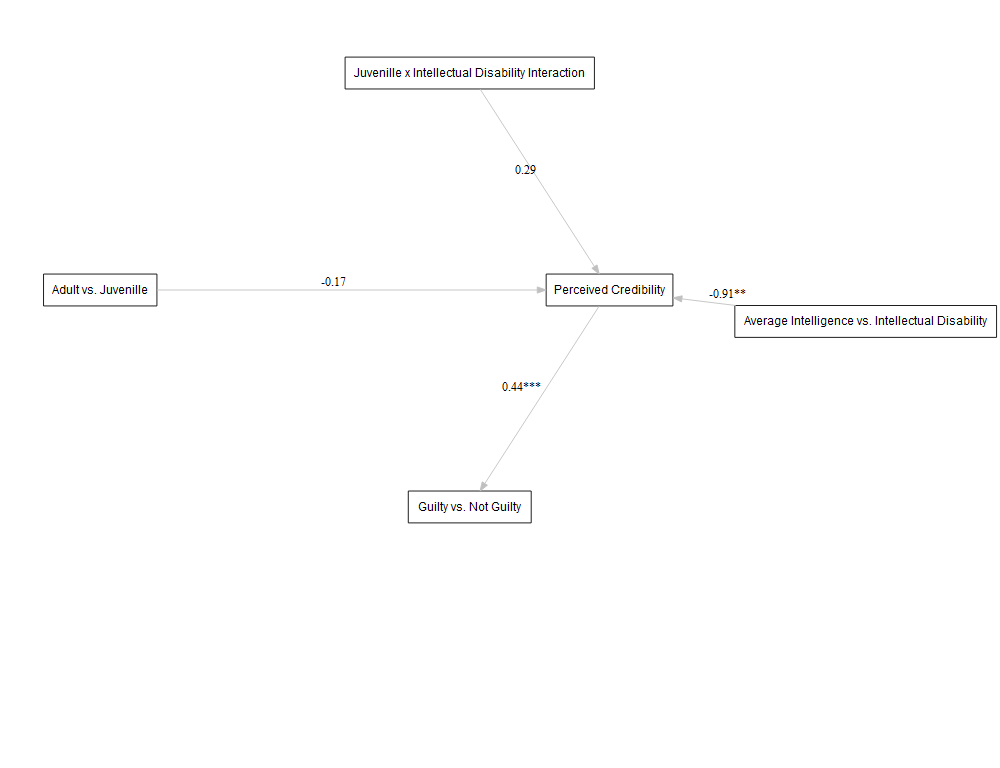 Juvenille x Intellectual Disability Interaction
0.29
Adult vs. Juvenille
-0.17
Perceived Credibility
-0.91**
Average Intelligence vs. Intellectual Disability
0.44***
Guilty vs. Not Guilty